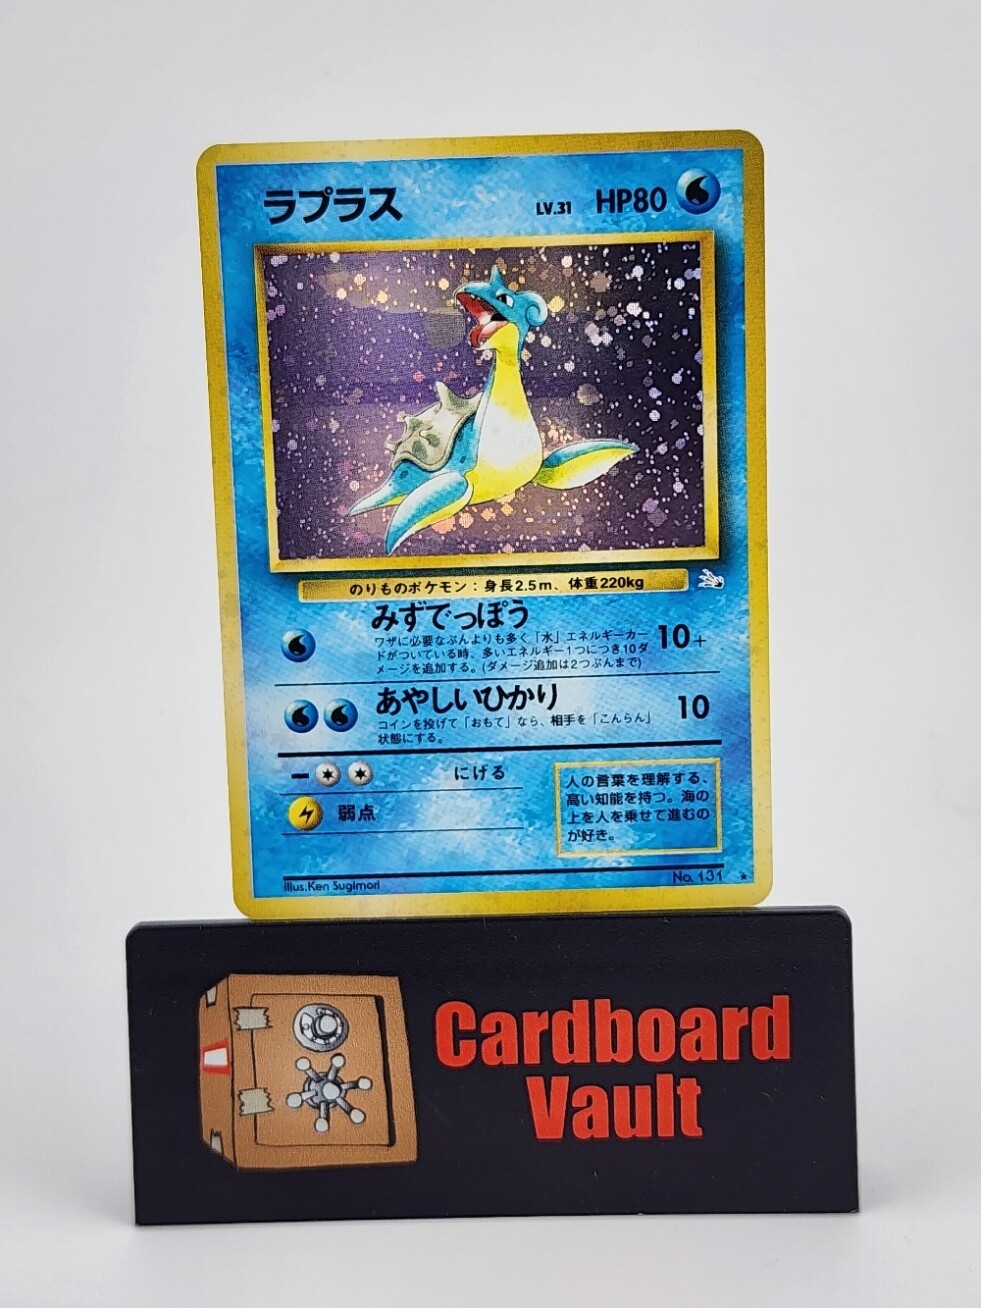 ラプラス LV.31 HP80
のりものポケモン：身長2.5m、体重220kg
みずでっぽう 10+
ワザに必要なぶんよりも多く「水」エネルギーカー
ドがついている時、多いエネルギー1つにつき10ダ
メージを追加する。(ダメージ追加は2つぶんまで)
あやしいひかり 10
コインを投げて「おもて」なら、相手を「こんらん」
状態にする。
にげる
弱点
人の言葉を理解する、
高い知能を持つ。海の
上を人を乗せて進むの
が好き。
Illus.Ken Sugimori No. 131 ★
Cardboard
Vault